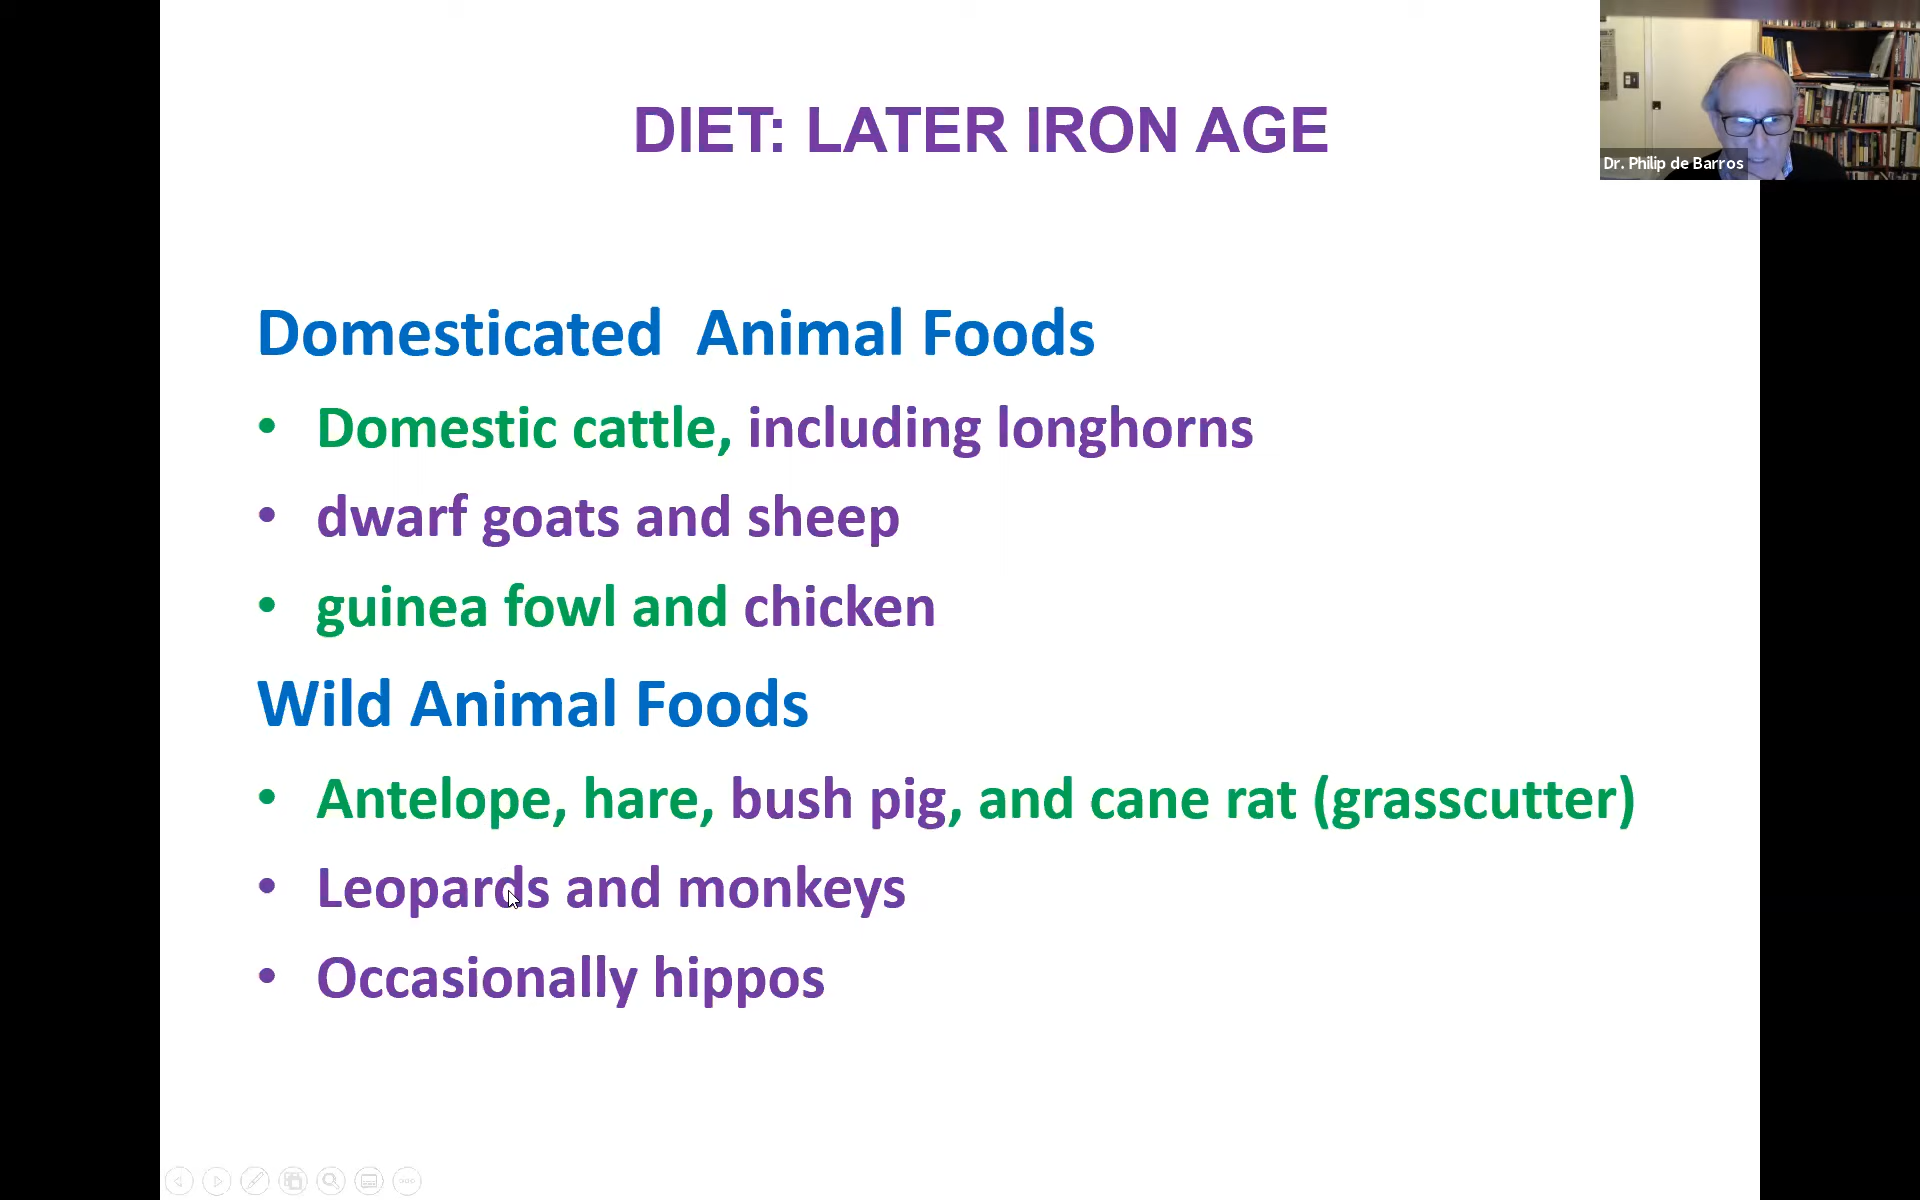 DIET: LATER IRON AGE
Dr. Philip de Barros
Domesticated  Animal Foods
• Domestic cattle, including longhorns
• dwarf goats and sheep
• guinea fowl and chicken
Wild Animal Foods
• Antelope, hare, bush pig, and cane rat (grasscutter)
• Leopards and monkeys
• Occasionally hippos